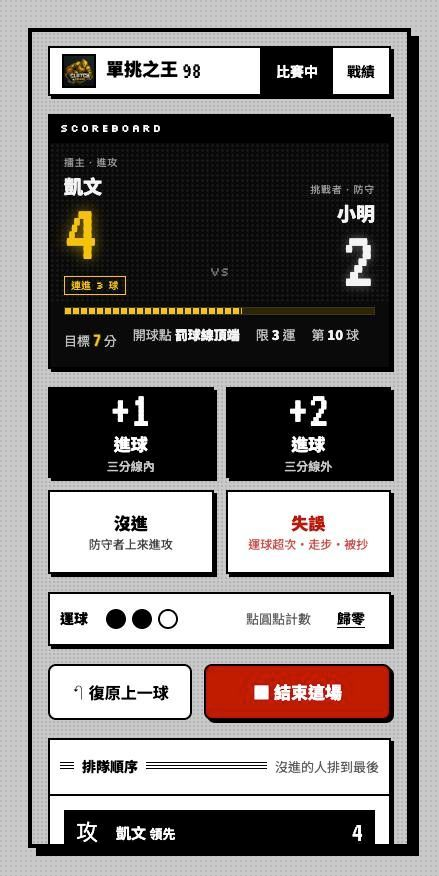 單挑之王 98
比賽中
戰績
SCOREBOARD
擂主·進攻
凱文
4
連進 3 球
挑戰者·防守
小明
2
VS
目標 7 分
開球點 罰球線頂端
限 3 運
第 10 球
+1
進球
三分線內
+2
進球
三分線外
沒進
防守者上來進攻
失誤
運球超次・走步・被抄
運球
點圓點計數
歸零
復原上一球
結束這場
排隊順序
沒進的人排到最後
攻 凱文 領先 4